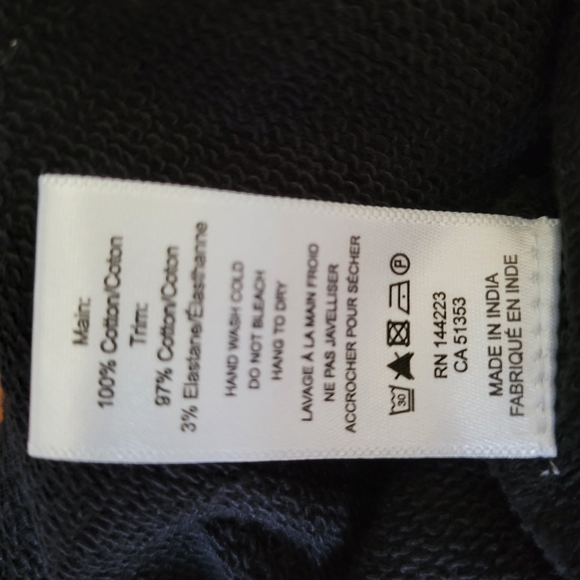 Main:
100% Cotton/Coton
Trim:
97% Cotton/Coton
3% Elastane/Élasthanne
HAND WASH COLD
DO NOT BLEACH
HANG TO DRY
LAVAGE À LA MAIN FROID
NE PAS JAVELLISER
ACCROCHER POUR SÉCHER
30 P
RN 144223
CA 51353
MADE IN INDIA
FABRIQUÉ EN INDE